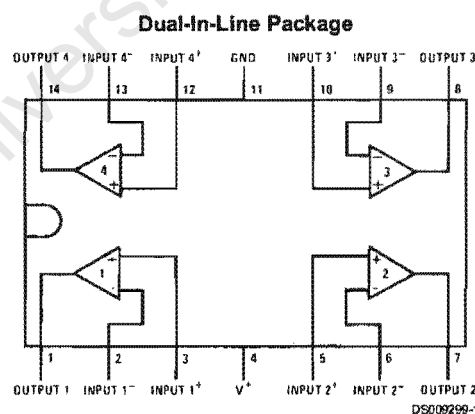 Dual-In-Line Package
OUTPUT 4 INPUT 4- INPUT 4+ GND INPUT 3+ INPUT 3- OUTPUT 3
14 13 12 11 10 9 8
- -
4 3
+ +
+ +
1 2
- -
1 2 3 4 5 6 7
OUTPUT 1 INPUT 1- INPUT 1+ V+ INPUT 2+ INPUT 2- OUTPUT 2